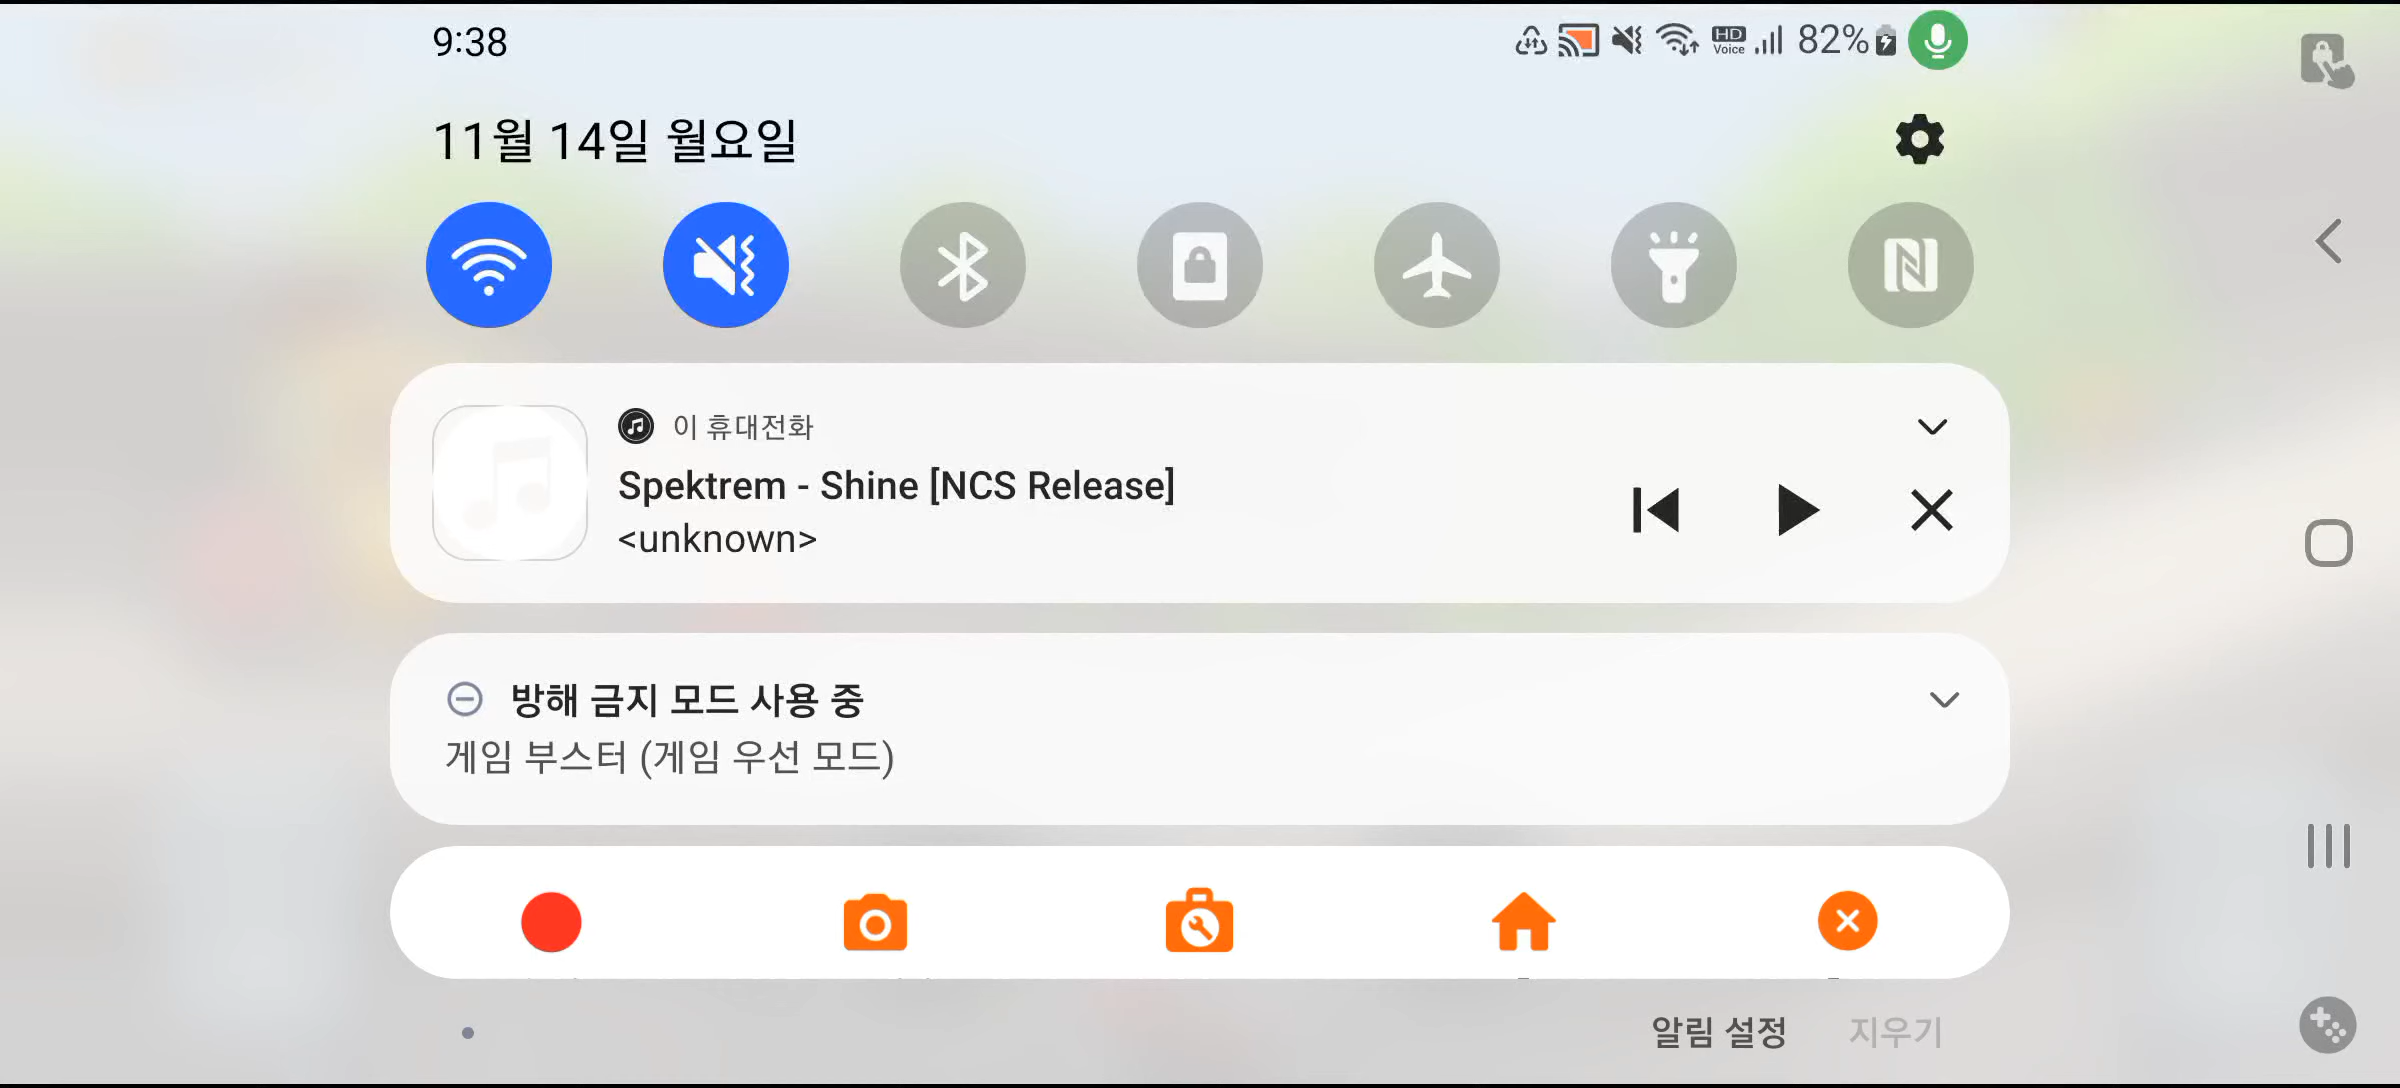 9:38
HD
Voice
82%
11월 14일 월요일
이 휴대전화
Spektrem - Shine [NCS Release]
<unknown>
방해 금지 모드 사용 중
게임 부스터 (게임 우선 모드)
알림 설정
지우기